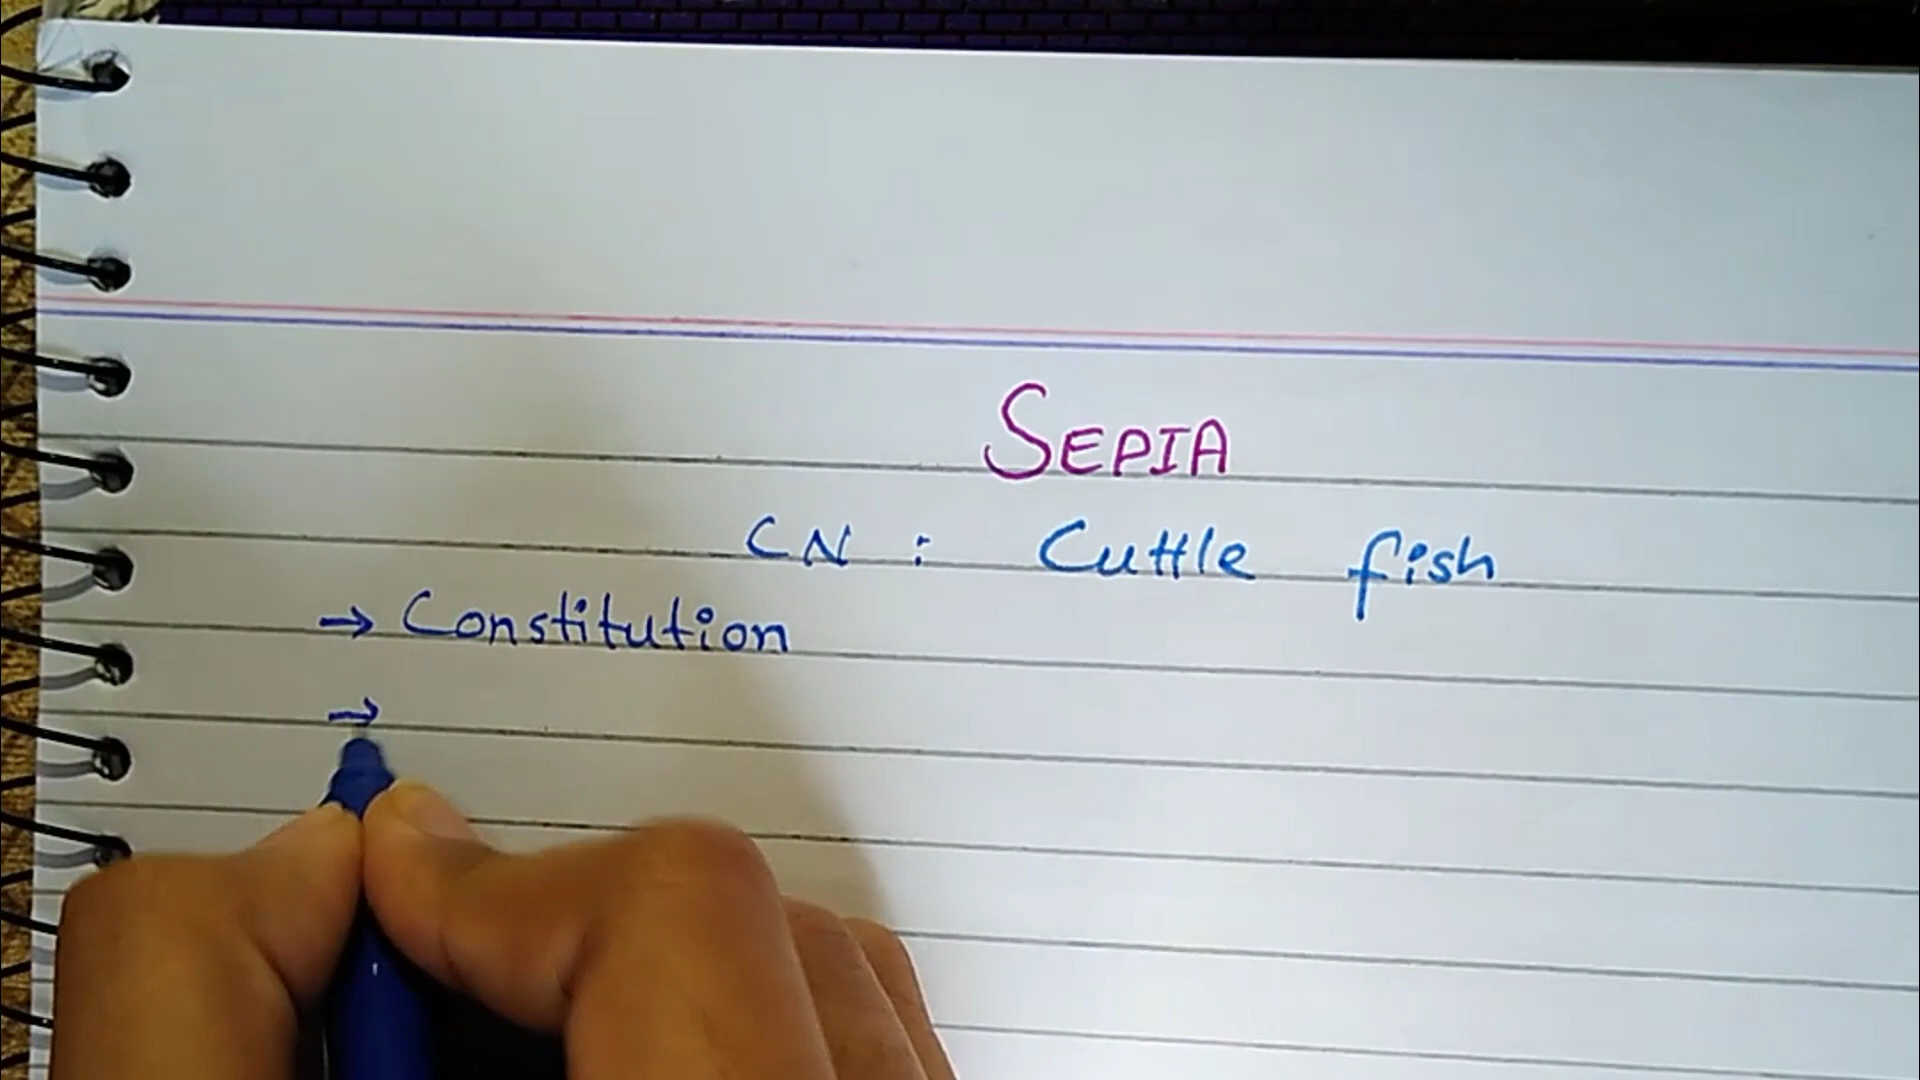 SEPIA
CN : Cuttle fish
→ Constitution
→